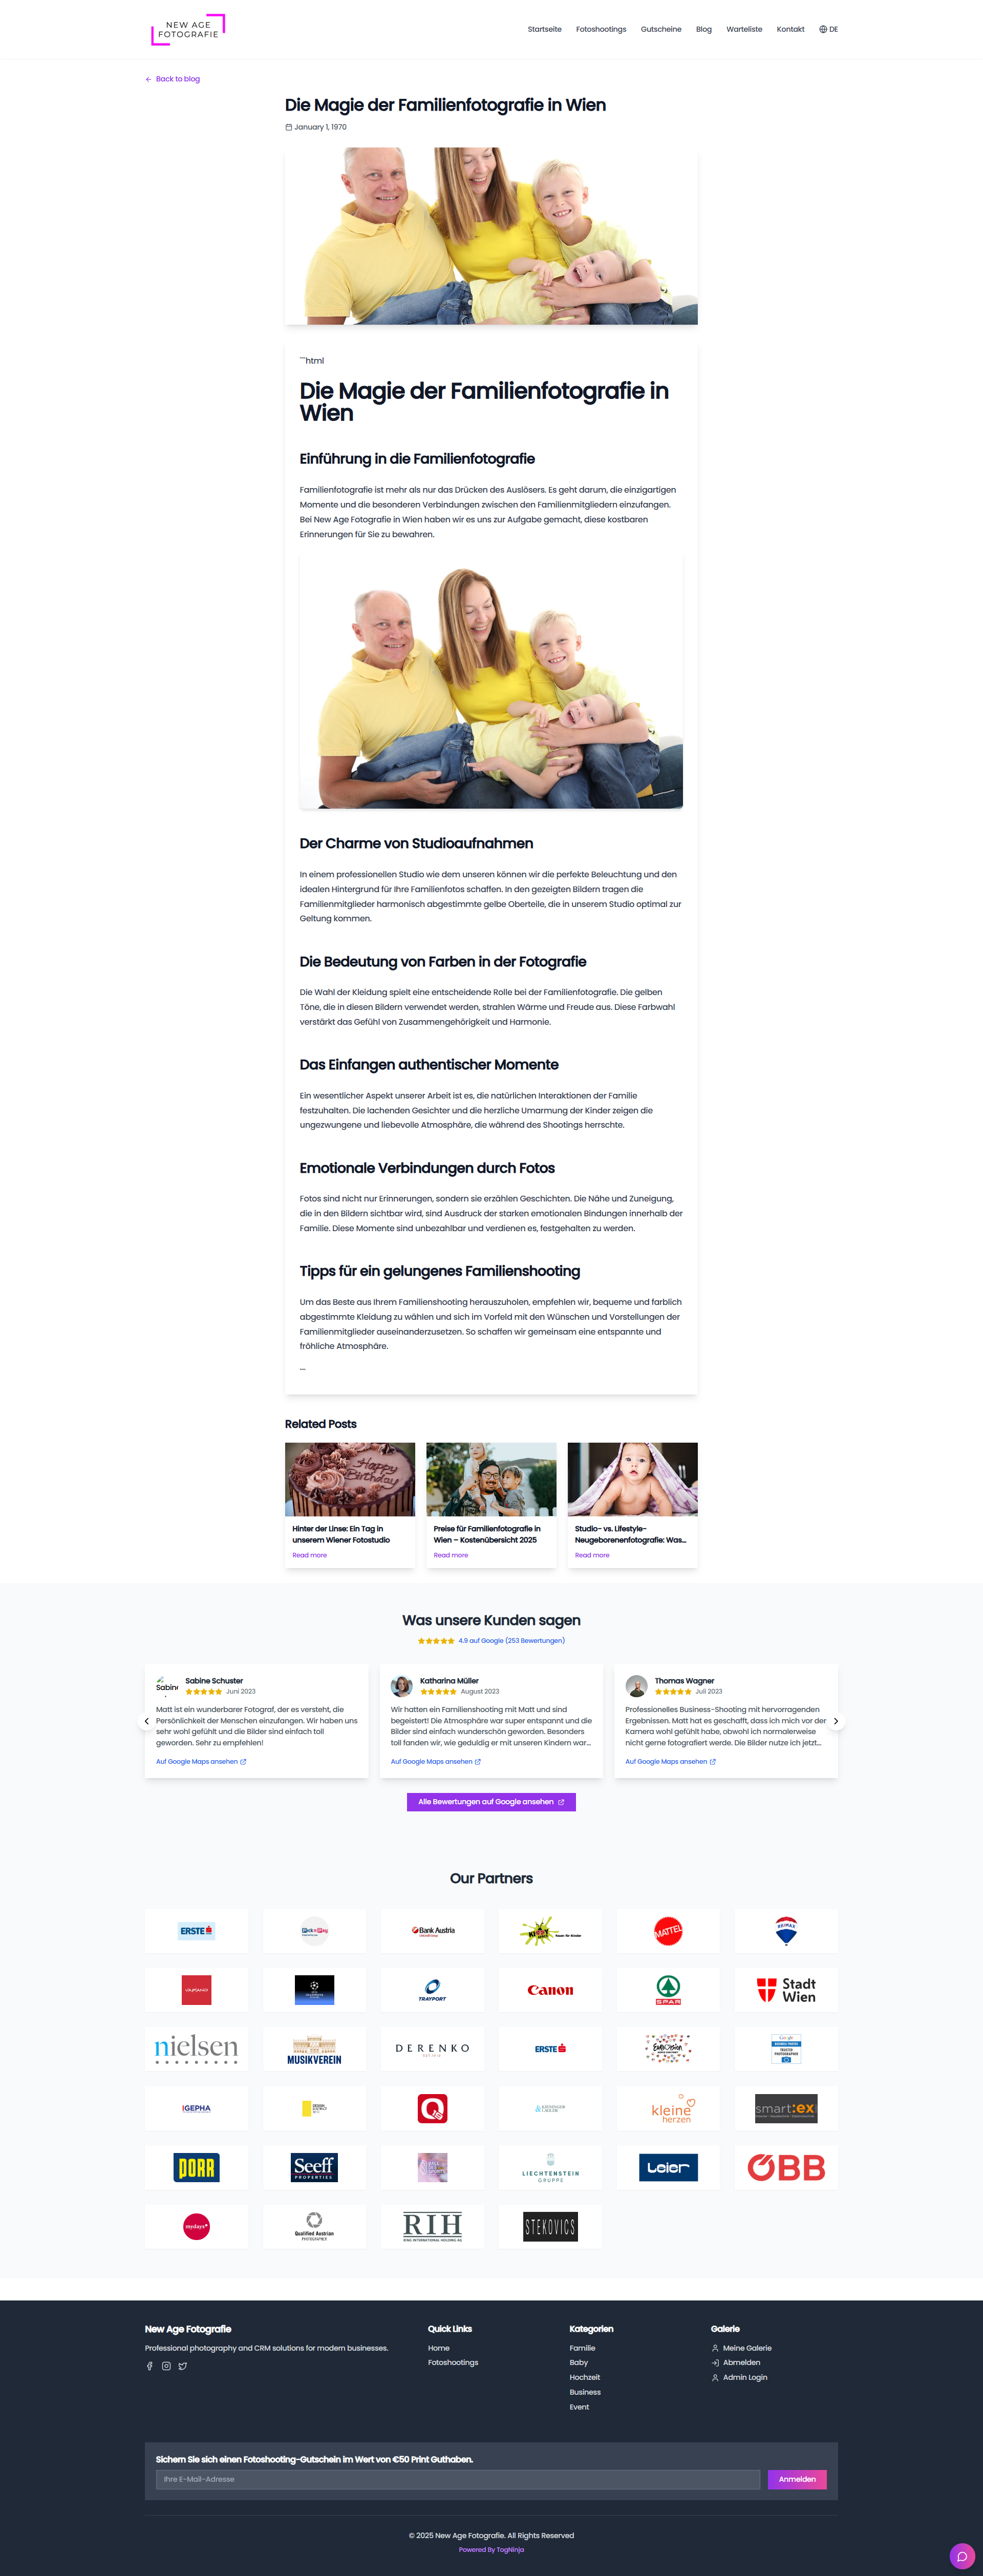 NEW AGE
FOTOGRAFIE
Startseite
Fotoshootings
Gutscheine
Blog
Warteliste
Kontakt
DE
Back to blog
Die Magie der Familienfotografie in Wien
January 1, 1970
```html
Die Magie der Familienfotografie in
Wien
Einführung in die Familienfotografie
Familienfotografie ist mehr als nur das Drücken des Auslösers. Es geht darum, die einzigartigen
Momente und die besonderen Verbindungen zwischen den Familienmitgliedern einzufangen.
Bei New Age Fotografie in Wien haben wir es uns zur Aufgabe gemacht, diese kostbaren
Erinnerungen für Sie zu bewahren.
Der Charme von Studioaufnahmen
In einem professionellen Studio wie dem unseren können wir die perfekte Beleuchtung und den
idealen Hintergrund für Ihre Familienfotos schaffen. In den gezeigten Bildern tragen die
Familienmitglieder harmonisch abgestimmte gelbe Oberteile, die in unserem Studio optimal zur
Geltung kommen.
Die Bedeutung von Farben in der Fotografie
Die Wahl der Kleidung spielt eine entscheidende Rolle bei der Familienfotografie. Die gelben
Töne, die in diesen Bildern verwendet werden, strahlen Wärme und Freude aus. Diese Farbwahl
verstärkt das Gefühl von Zusammengehörigkeit und Harmonie.
Das Einfangen authentischer Momente
Ein wesentlicher Aspekt unserer Arbeit ist es, die natürlichen Interaktionen der Familie
festzuhalten. Die lachenden Gesichter und die herzliche Umarmung der Kinder zeigen die
ungezwungene und liebevolle Atmosphäre, die während des Shootings herrschte.
Emotionale Verbindungen durch Fotos
Fotos sind nicht nur Erinnerungen, sondern sie erzählen Geschichten. Die Nähe und Zuneigung,
die in den Bildern sichtbar wird, sind Ausdruck der starken emotionalen Bindungen innerhalb der
Familie. Diese Momente sind unbezahlbar und verdienen es, festgehalten zu werden.
Tipps für ein gelungenes Familienshooting
Um das Beste aus Ihrem Familienshooting herauszuholen, empfehlen wir, bequeme und farblich
abgestimmte Kleidung zu wählen und sich im Vorfeld mit den Wünschen und Vorstellungen der
Familienmitglieder auseinanderzusetzen. So schaffen wir gemeinsam eine entspannte und
fröhliche Atmosphäre.
Related Posts
Happy
Birthday
Hinter der Linse: Ein Tag in
unserem Wiener Fotostudio
Read more
Preise für Familienfotografie in
Wien – Kostenübersicht 2025
Read more
Studio- vs. Lifestyle-
Neugeborenenfotografie: Was...
Read more
Was unsere Kunden sagen
4.9 auf Google (253 Bewertungen)
Sabine
Sabine Schuster
Juni 2023
Matt ist ein wunderbarer Fotograf, der es versteht, die
Persönlichkeit der Menschen einzufangen. Wir haben uns
sehr wohl gefühlt und die Bilder sind einfach toll
geworden. Sehr zu empfehlen!
Auf Google Maps ansehen
Katharina Müller
August 2023
Wir hatten ein Familienshooting mit Matt und sind
begeistert! Die Atmosphäre war super entspannt und die
Bilder sind einfach wunderschön geworden. Besonders
toll fanden wir, wie geduldig er mit unseren Kindern war...
Auf Google Maps ansehen
Thomas Wagner
Juli 2023
Professionelles Business-Shooting mit hervorragenden
Ergebnissen. Matt hat es geschafft, dass ich mich vor der
Kamera wohl gefühlt habe, obwohl ich normalerweise
nicht gerne fotografiert werde. Die Bilder nutze ich jetzt...
Auf Google Maps ansehen
Alle Bewertungen auf Google ansehen
Our Partners
ERSTE
Pick n Pay
Bank Austria
MATTEL
RE/MAX
VAPIANO
TRAYPORT
Canon
SPAR
Stadt
Wien
nielsen
MUSIKVEREIN
DERENKO
ERSTE
EUROVISION
Google
IGEPHA
kleine
herzen
smart:ex
PORR
Seeff
PROPERTIES
LIECHTENSTEIN
GRUPPE
Leier
ÖBB
mydays
Qualified Austrian
PHOTOGRAPHER
RIH
RING INTERNATIONAL HOLDING AG
STEKOVICS
New Age Fotografie
Professional photography and CRM solutions for modern businesses.
Quick Links
Home
Fotoshootings
Kategorien
Familie
Baby
Hochzeit
Business
Event
Galerie
Meine Galerie
Abmelden
Admin Login
Sichern Sie sich einen Fotoshooting-Gutschein im Wert von €50 Print Guthaben.
Ihre E-Mail-Adresse
Anmelden
© 2025 New Age Fotografie. All Rights Reserved
Powered By TogNinja